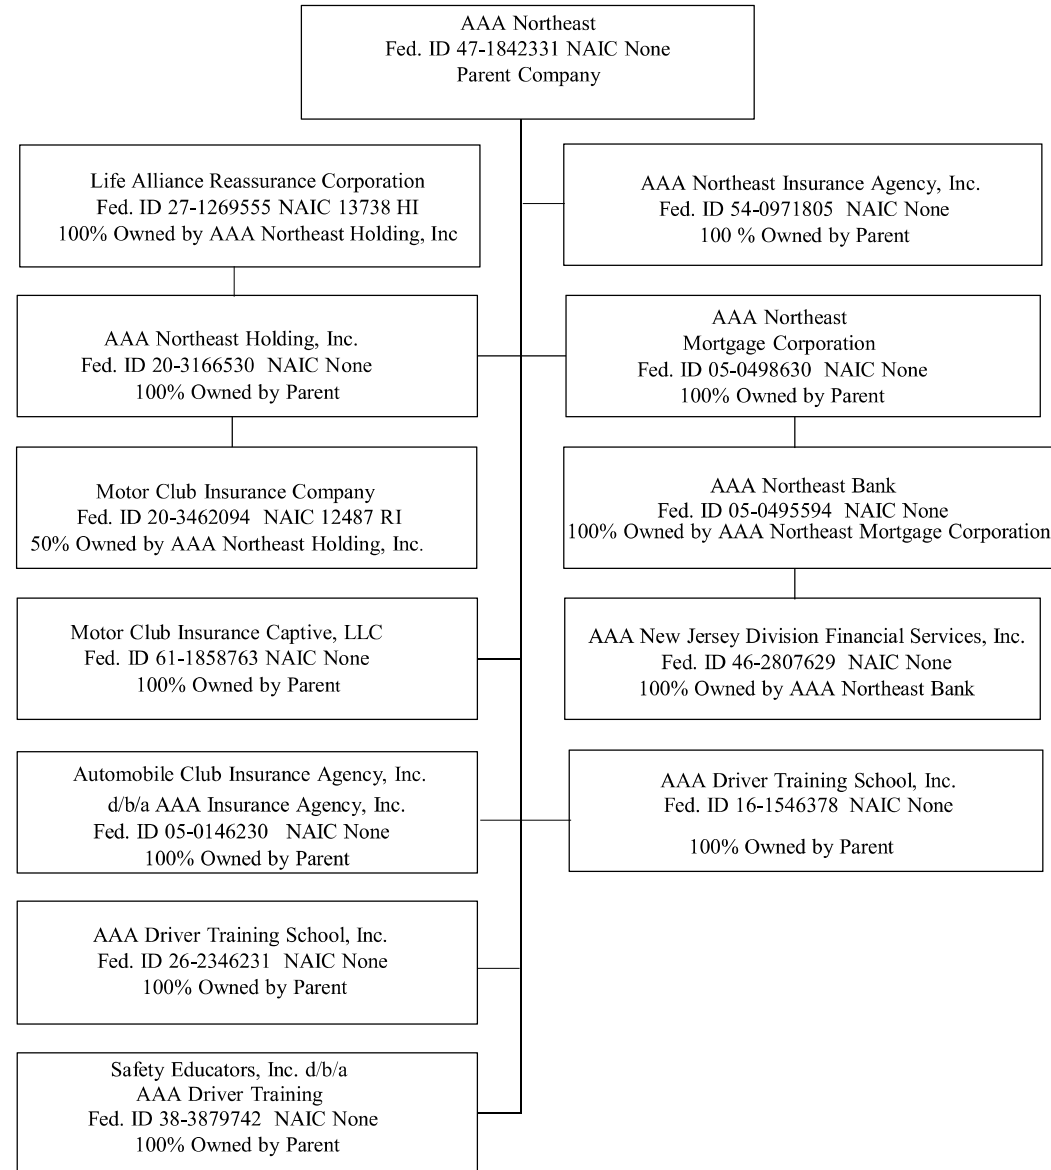 AAA Northeast
Fed. ID 47-1842331 NAIC None
Parent Company
Life Alliance Reassurance Corporation
Fed. ID 27-1269555 NAIC 13738 HI
100% Owned by AAA Northeast Holding, Inc
AAA Northeast Insurance Agency, Inc.
Fed. ID 54-0971805 NAIC None
100 % Owned by Parent
AAA Northeast Holding, Inc.
Fed. ID 20-3166530 NAIC None
100% Owned by Parent
AAA Northeast
Mortgage Corporation
Fed. ID 05-0498630 NAIC None
100% Owned by Parent
Motor Club Insurance Company
Fed. ID 20-3462094 NAIC 12487 RI
50% Owned by AAA Northeast Holding, Inc.
AAA Northeast Bank
Fed. ID 05-0495594 NAIC None
100% Owned by AAA Northeast Mortgage Corporation
Motor Club Insurance Captive, LLC
Fed. ID 61-1858763 NAIC None
100% Owned by Parent
AAA New Jersey Division Financial Services, Inc.
Fed. ID 46-2807629 NAIC None
100% Owned by AAA Northeast Bank
Automobile Club Insurance Agency, Inc.
d/b/a AAA Insurance Agency, Inc.
Fed. ID 05-0146230 NAIC None
100% Owned by Parent
AAA Driver Training School, Inc.
Fed. ID 16-1546378 NAIC None
100% Owned by Parent
AAA Driver Training School, Inc.
Fed. ID 26-2346231 NAIC None
100% Owned by Parent
Safety Educators, Inc. d/b/a
AAA Driver Training
Fed. ID 38-3879742 NAIC None
100% Owned by Parent